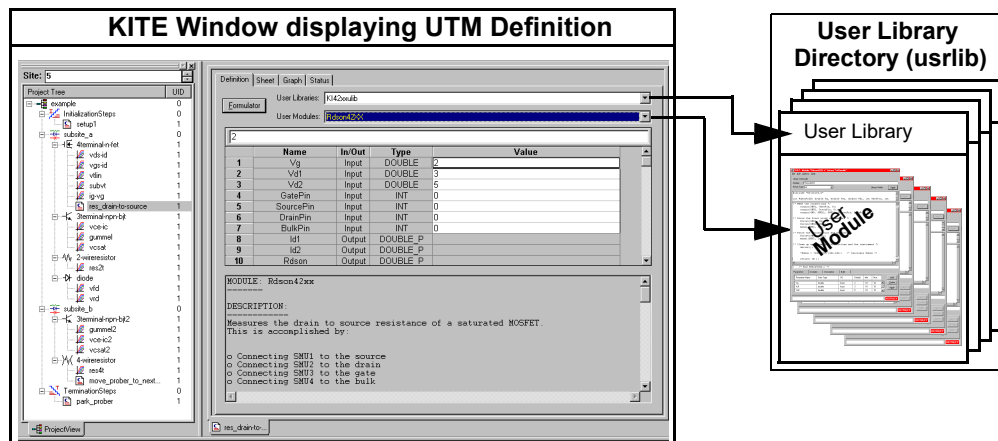 KITE Window displaying UTM Definition
Site: 5
Project Tree UID
example 0
InitializationSteps 0
setup1 1
subsite_a 0
4terminal-n-fet 1
vds-id 1
vgs-id 1
vtlin 1
subvt 1
ig-vg 1
res_drain-to-source 1
3terminal-npn-bjt 1
vce-ic 1
gummel 1
vcsat 1
2-wireresistor 1
res2t 1
diode 1
vfd 1
vrd 1
subsite_b 0
3terminal-npn-bjt2 1
gummel2 1
vce-ic2 1
vcsat2 1
4-wireresistor 1
res4t 1
move_prober_to_next... 1
TerminationSteps 0
park_prober 1
ProjectView
Definition Sheet Graph Status
Formulator
User Libraries: KI42xxulib
User Modules: Rdson42XX
2
Name In/Out Type Value
1 Vg Input DOUBLE 2
2 Vd1 Input DOUBLE 3
3 Vd2 Input DOUBLE 5
4 GatePin Input INT 0
5 SourcePin Input INT 0
6 DrainPin Input INT 0
7 BulkPin Input INT 0
8 Id1 Output DOUBLE_P
9 Id2 Output DOUBLE_P
10 Rdson Output DOUBLE_P
MODULE: Rdson42xx
-------
DESCRIPTION:
------------
Measures the drain to source resistance of a saturated MOSFET.
This is accomplished by:
o Connecting SMU1 to the source
o Connecting SMU2 to the drain
o Connecting SMU3 to the gate
o Connecting SMU4 to the bulk
res_drain-to-...
User Library
Directory (usrlib)
User Library
User
Module